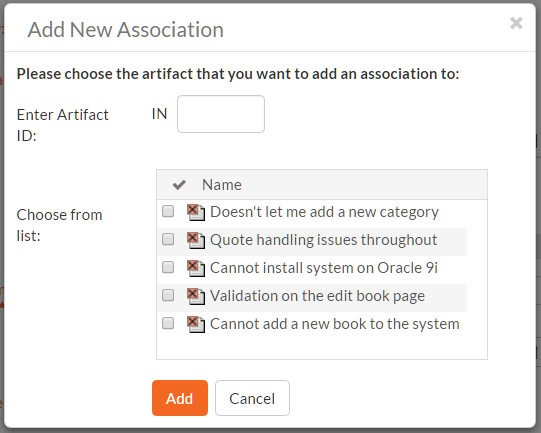 Add New Association
Please choose the artifact that you want to add an association to:
Enter Artifact ID:
IN
Name
Choose from list:
Doesn't let me add a new category
Quote handling issues throughout
Cannot install system on Oracle 9i
Validation on the edit book page
Cannot add a new book to the system
Add
Cancel